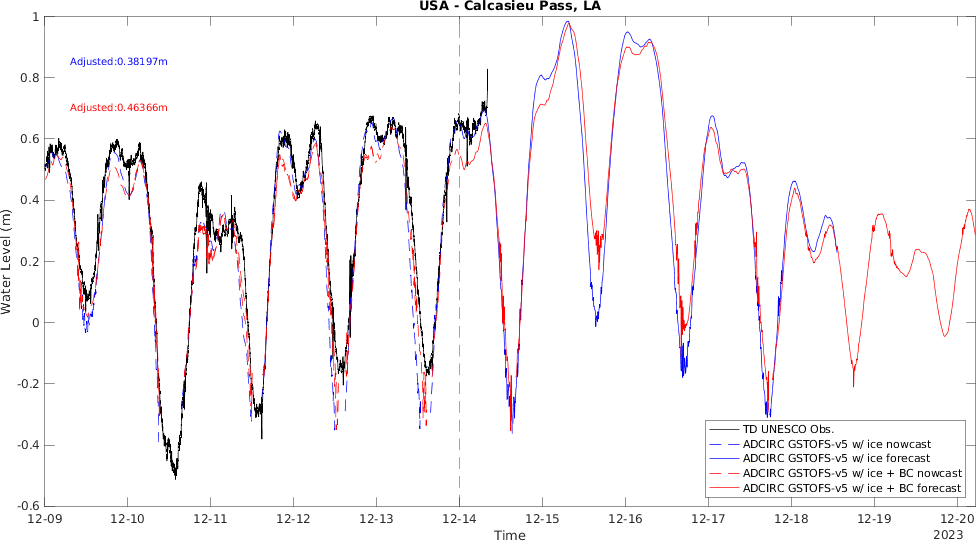 USA - Calcasieu Pass, LA
1
0.8
0.6
0.4
0.2
0
-0.2
-0.4
-0.6
Water Level (m)
Adjusted:0.38197m
Adjusted:0.46366m
TD UNESCO Obs.
ADCIRC GSTOFS-v5 w/ ice nowcast
ADCIRC GSTOFS-v5 w/ ice forecast
ADCIRC GSTOFS-v5 w/ ice + BC nowcast
ADCIRC GSTOFS-v5 w/ ice + BC forecast
12-09 12-10 12-11 12-12 12-13 12-14 12-15 12-16 12-17 12-18 12-19 12-20
Time
2023